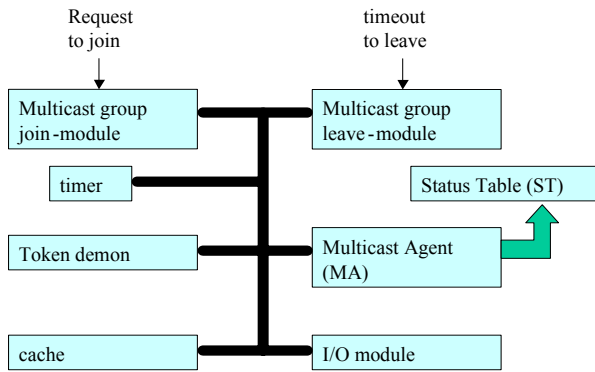 Request
to join
timeout
to leave
Multicast group
join-module
Multicast group
leave-module
timer
Status Table (ST)
Token demon
Multicast Agent
(MA)
cache
I/O module